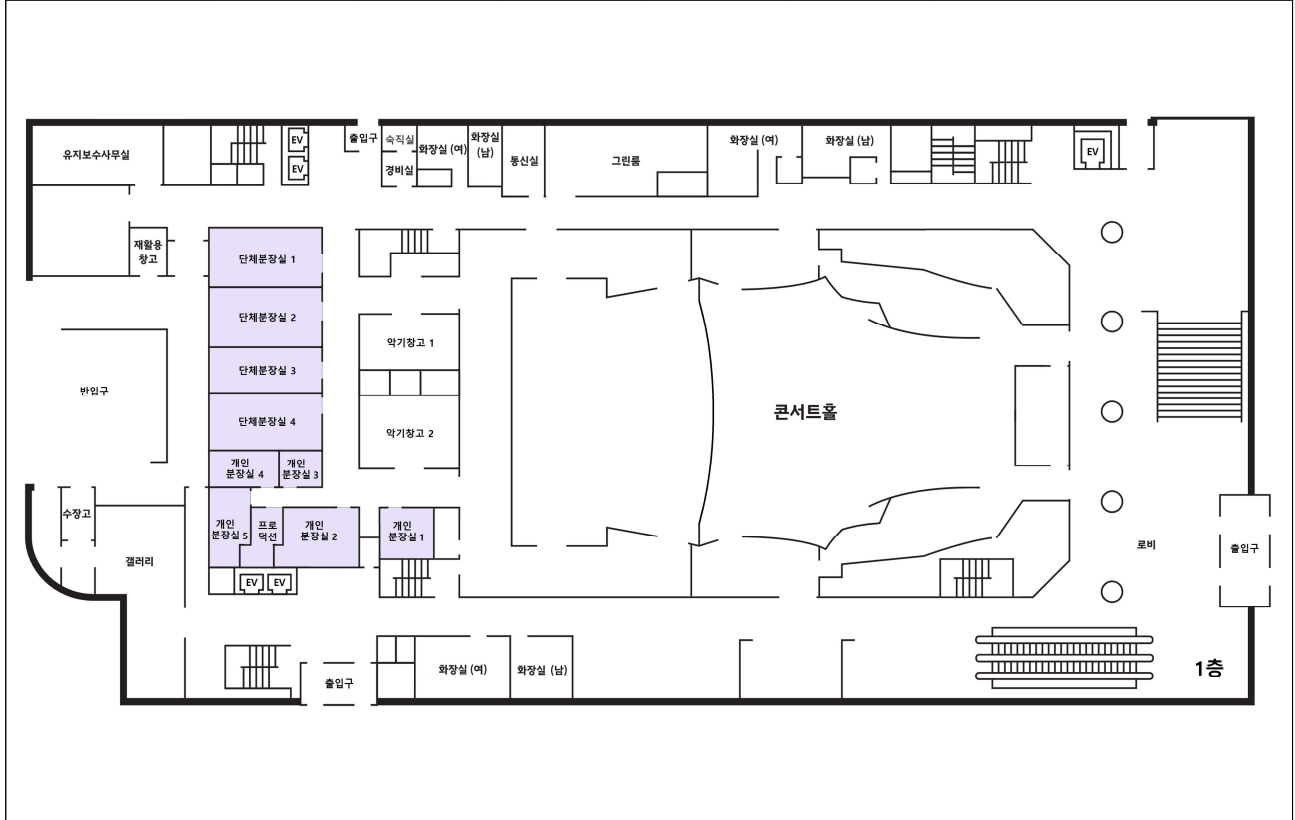 EV
EV
출입구
숙직실
경비실
화장실 (여)
화장실
(남)
통신실
그린룸
화장실 (여)
화장실 (남)
EV
유지보수사무실
재활용
창고
단체분장실 1
단체분장실 2
단체분장실 3
단체분장실 4
악기창고 1
악기창고 2
반입구
콘서트홀
개인
분장실 4
개인
분장실 3
수장고
갤러리
개인
분장실 5
프로
덕션
개인
분장실 2
개인
분장실 1
EV
EV
로비
출입구
출입구
화장실 (여)
화장실 (남)
1층